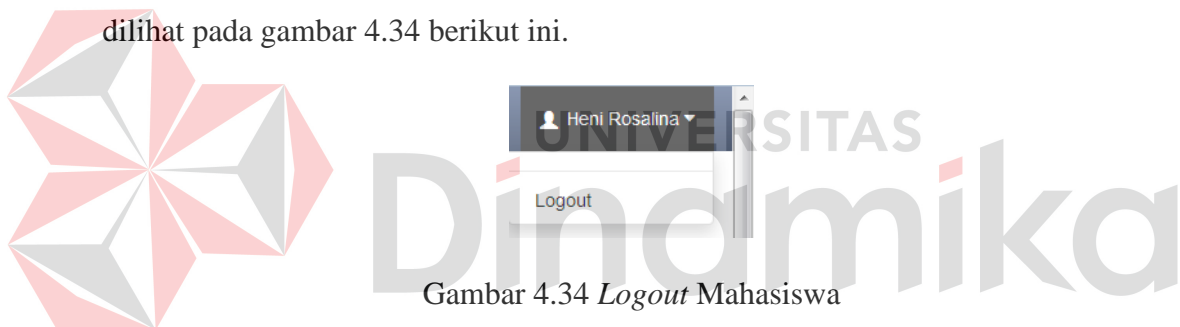 dilihat pada gambar 4.34 berikut ini.
Heni Rosalina
UNIVERSITAS
Dinamika
Logout
Gambar 4.34 Logout Mahasiswa